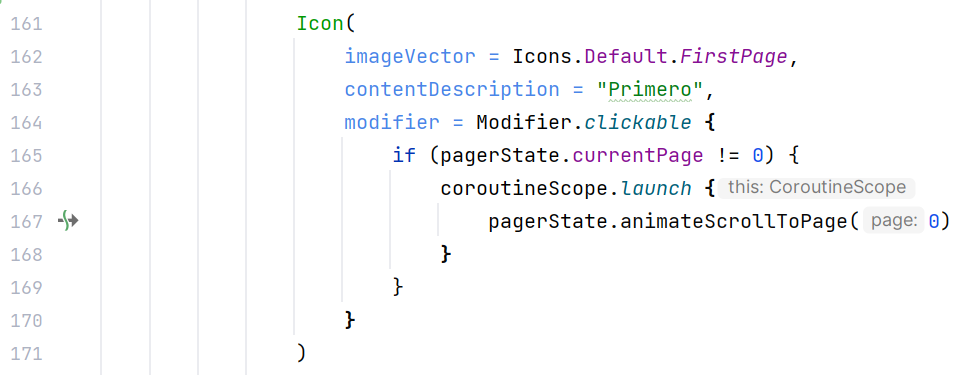 161 Icon(
162 imageVector = Icons.Default.FirstPage,
163 contentDescription = "Primero",
164 modifier = Modifier.clickable {
165 if (pagerState.currentPage != 0) {
166 coroutineScope.launch { this: CoroutineScope
167 pagerState.animateScrollToPage( page: 0)
168 }
169 }
170 }
171 )